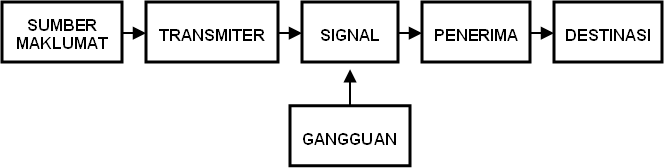 SUMBER
MAKLUMAT
TRANSMITER
SIGNAL
PENERIMA
DESTINASI
GANGGUAN